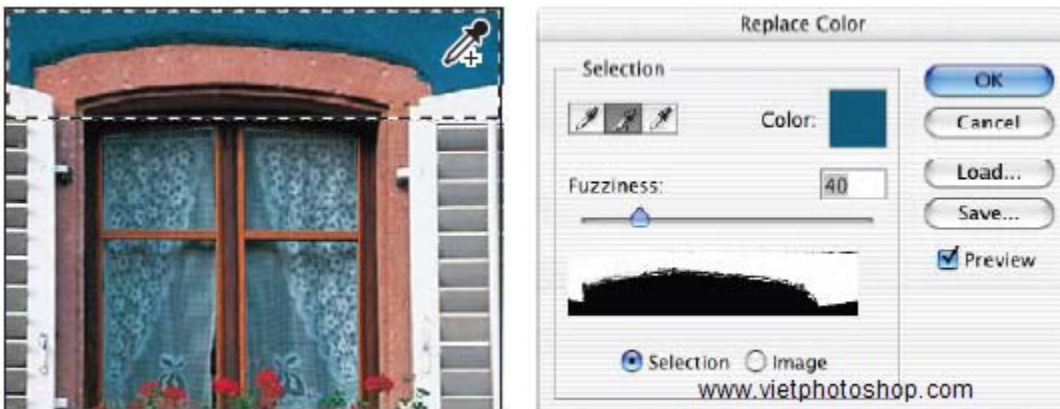 Replace Color
Selection
OK
Color:
Cancel
Fuzziness:
40
Load...
Save...
Preview
Selection
Image
www.vietphotoshop.com